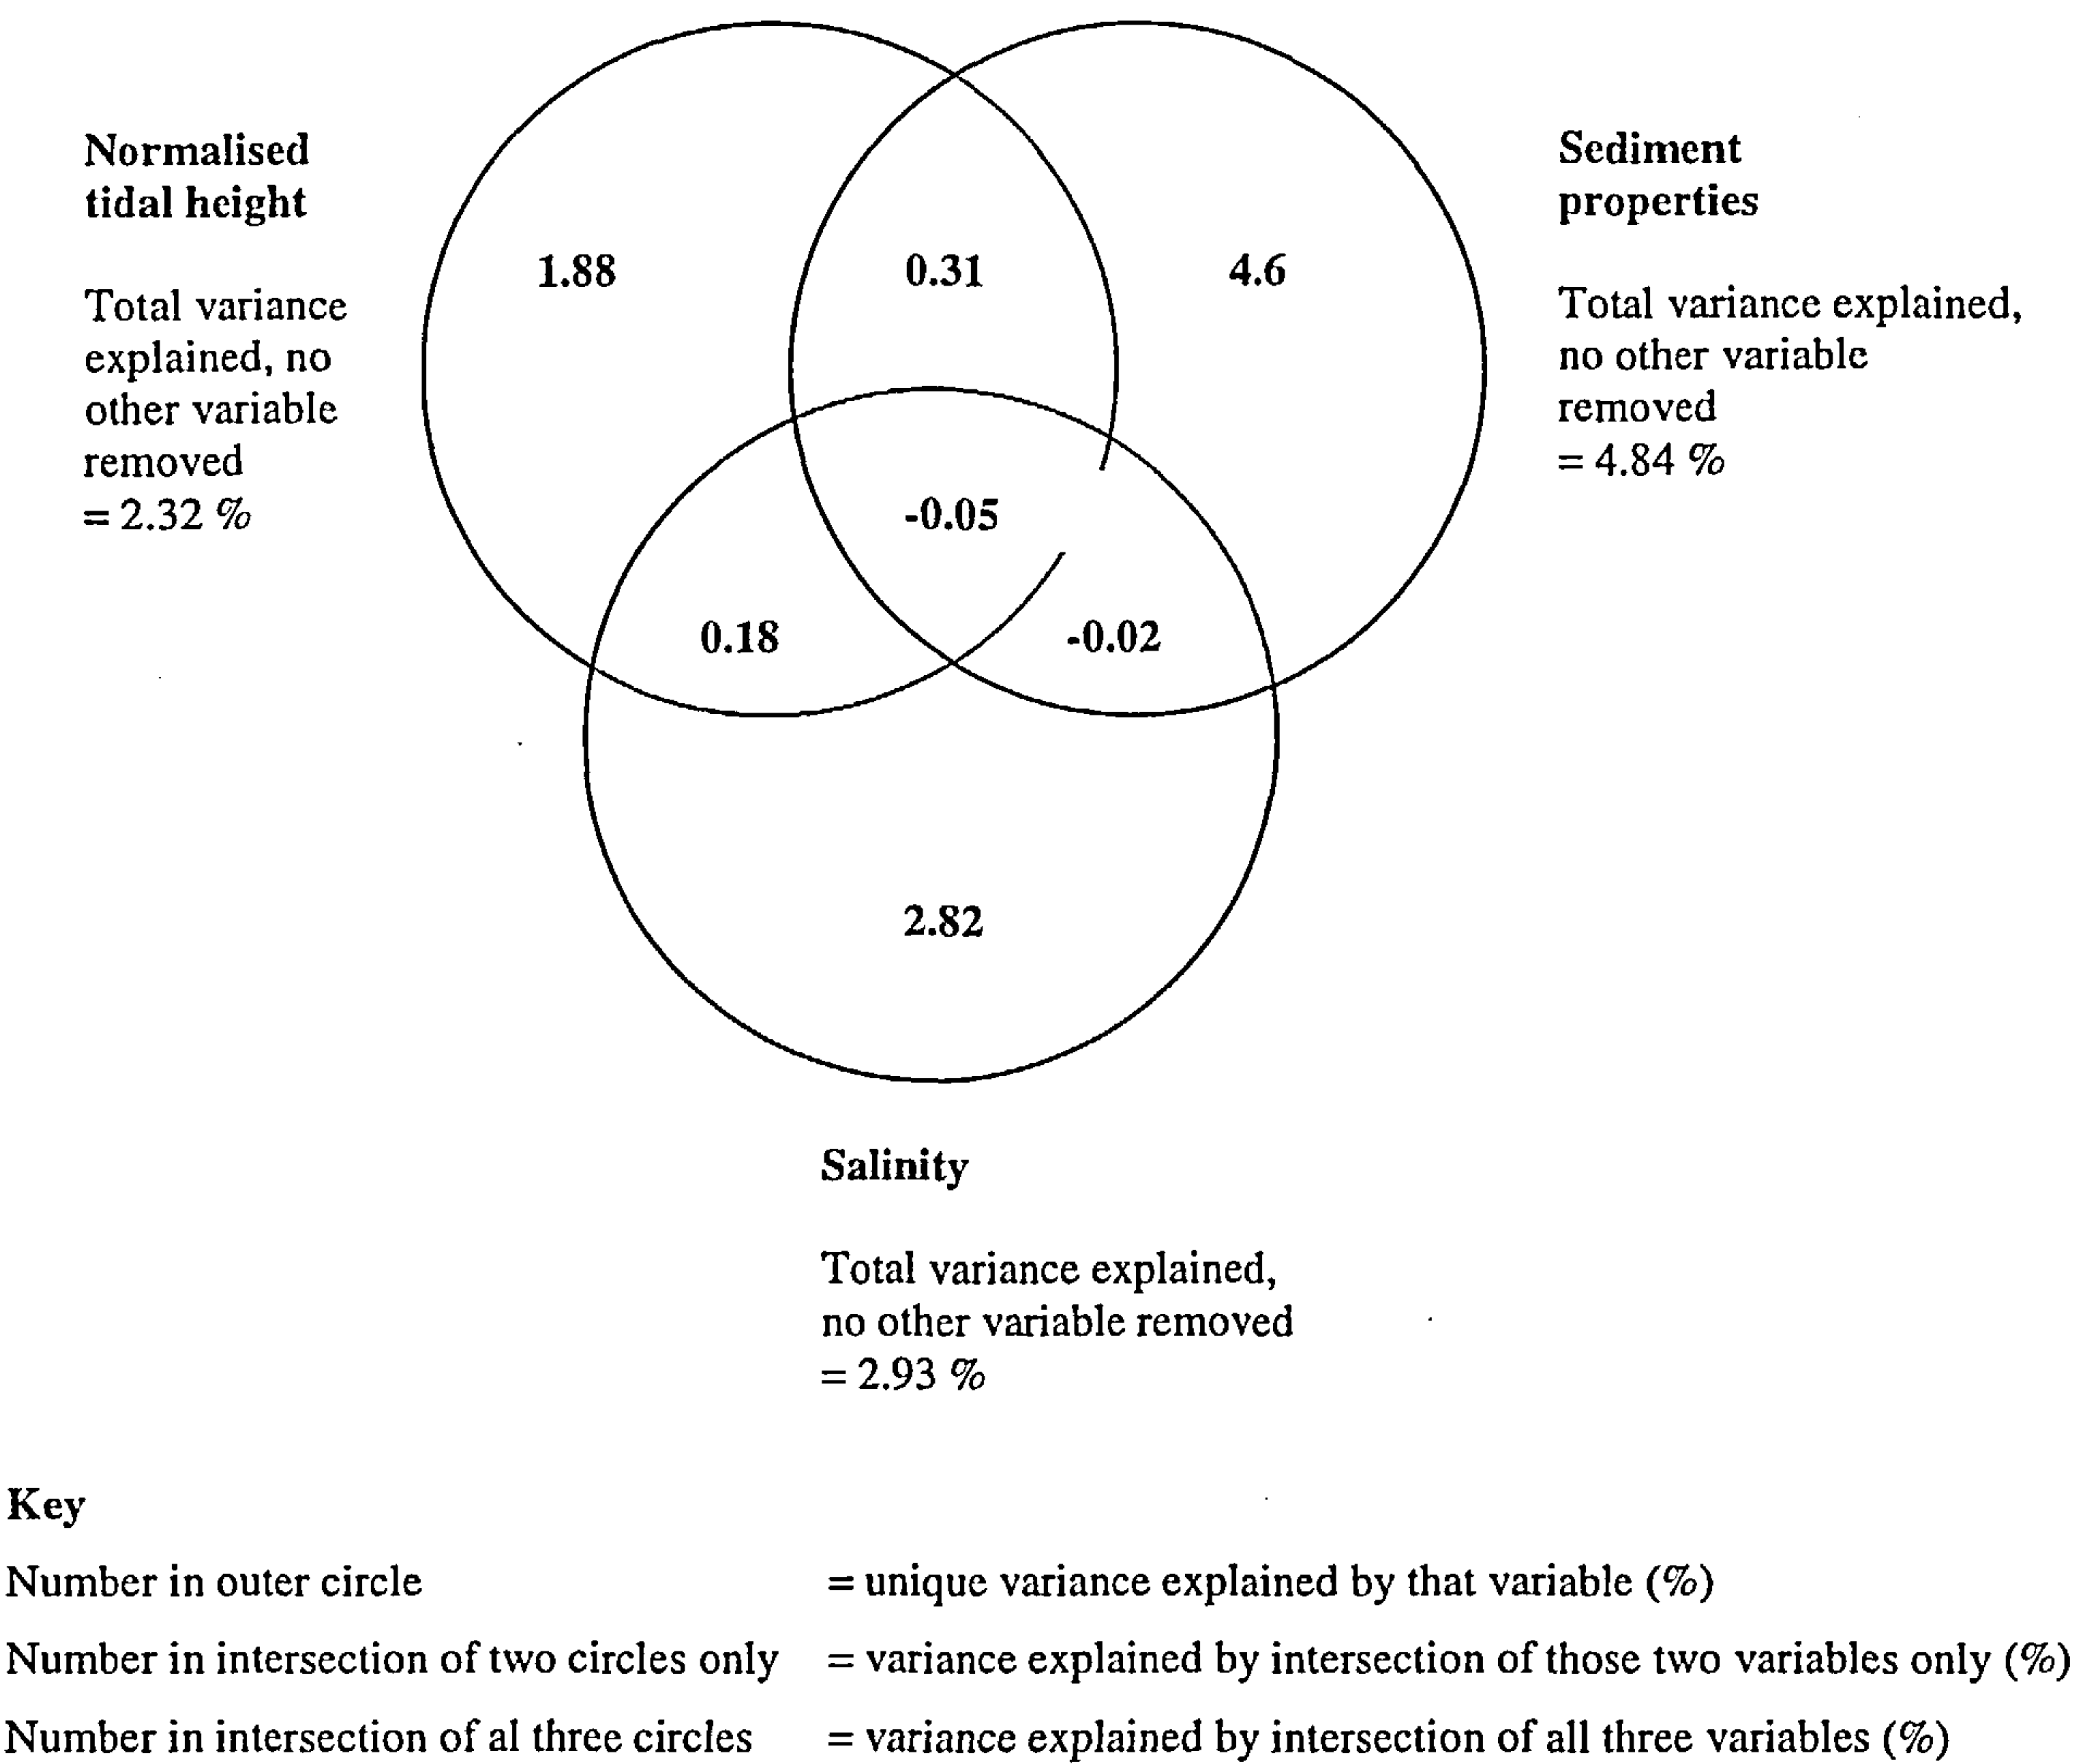 Normalised
tidal height
Total variance
explained, no
other variable
removed
= 2.32 %
1.88
0.31
4.6
-0.05
0.18
-0.02
2.82
Sediment
properties
Total variance explained,
no other variable
removed
= 4.84 %
Salinity
Total variance explained,
no other variable removed
= 2.93 %
Key
Number in outer circle = unique variance explained by that variable (%)
Number in intersection of two circles only = variance explained by intersection of those two variables only (%)
Number in intersection of al three circles = variance explained by intersection of all three variables (%)